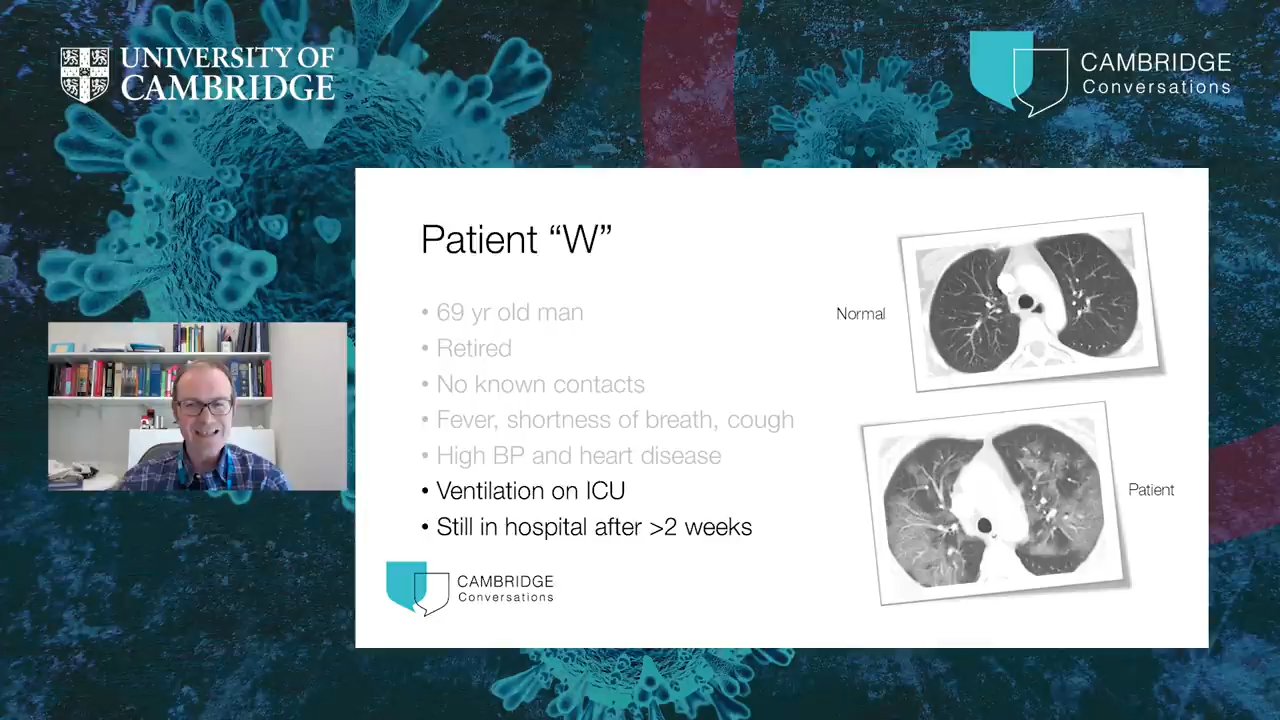 UNIVERSITY OF
CAMBRIDGE
CAMBRIDGE
Conversations
Patient “W”
• 69 yr old man
• Retired
• No known contacts
• Fever, shortness of breath, cough
• High BP and heart disease
• Ventilation on ICU
• Still in hospital after >2 weeks
Normal
Patient
CAMBRIDGE
Conversations